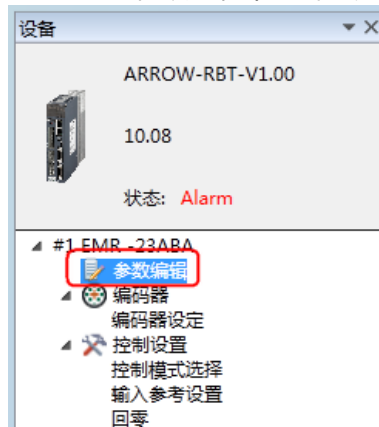 设备
ARROW-RBT-V1.00
10.08
状态: Alarm
#1 EMR -23ABA
参数编辑
编码器
编码器设定
控制设置
控制模式选择
输入参考设置
回零